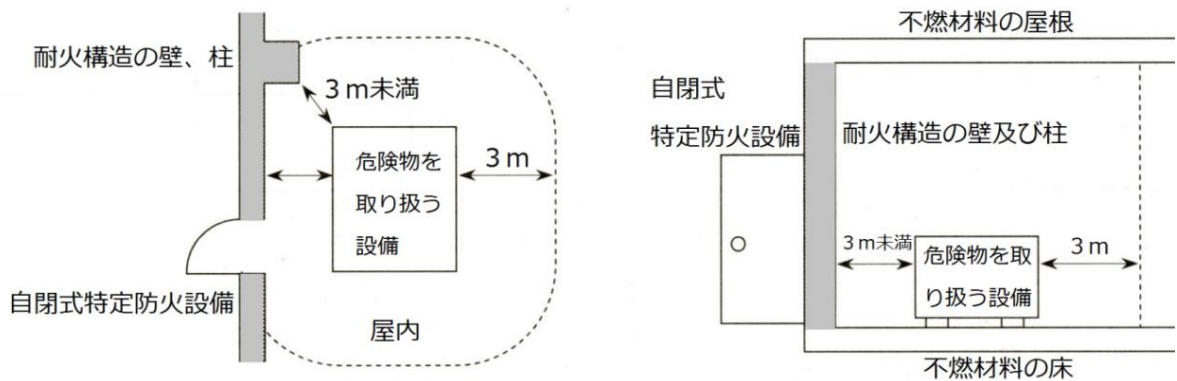 耐火構造の壁、柱
3m未満
危険物を
取り扱う
設備
3m
自閉式特定防火設備
屋内
不燃材料の屋根
自閉式
特定防火設備
耐火構造の壁及び柱
3m未満
危険物を取
り扱う設備
3m
不燃材料の床